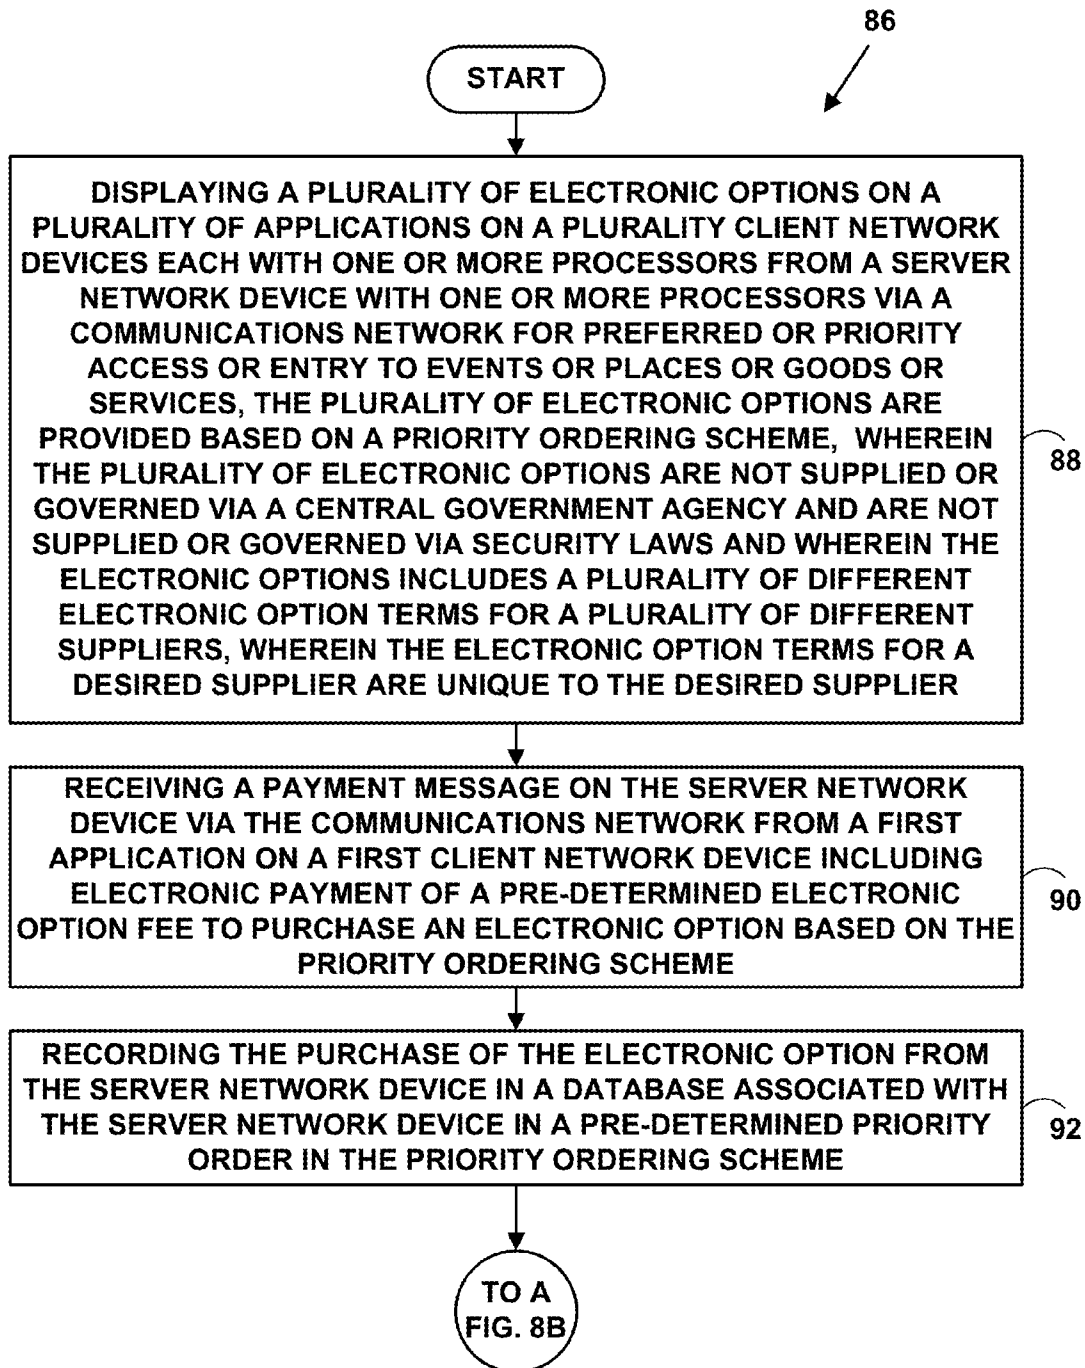 86
START
DISPLAYING A PLURALITY OF ELECTRONIC OPTIONS ON A
PLURALITY OF APPLICATIONS ON A PLURALITY CLIENT NETWORK
DEVICES EACH WITH ONE OR MORE PROCESSORS FROM A SERVER
NETWORK DEVICE WITH ONE OR MORE PROCESSORS VIA A
COMMUNICATIONS NETWORK FOR PREFERRED OR PRIORITY
ACCESS OR ENTRY TO EVENTS OR PLACES OR GOODS OR
SERVICES, THE PLURALITY OF ELECTRONIC OPTIONS ARE
PROVIDED BASED ON A PRIORITY ORDERING SCHEME, WHEREIN
THE PLURALITY OF ELECTRONIC OPTIONS ARE NOT SUPPLIED OR
GOVERNED VIA A CENTRAL GOVERNMENT AGENCY AND ARE NOT
SUPPLIED OR GOVERNED VIA SECURITY LAWS AND WHEREIN THE
ELECTRONIC OPTIONS INCLUDES A PLURALITY OF DIFFERENT
ELECTRONIC OPTION TERMS FOR A PLURALITY OF DIFFERENT
SUPPLIERS, WHEREIN THE ELECTRONIC OPTION TERMS FOR A
DESIRED SUPPLIER ARE UNIQUE TO THE DESIRED SUPPLIER
88
RECEIVING A PAYMENT MESSAGE ON THE SERVER NETWORK
DEVICE VIA THE COMMUNICATIONS NETWORK FROM A FIRST
APPLICATION ON A FIRST CLIENT NETWORK DEVICE INCLUDING
ELECTRONIC PAYMENT OF A PRE-DETERMINED ELECTRONIC
OPTION FEE TO PURCHASE AN ELECTRONIC OPTION BASED ON THE
PRIORITY ORDERING SCHEME
90
RECORDING THE PURCHASE OF THE ELECTRONIC OPTION FROM
THE SERVER NETWORK DEVICE IN A DATABASE ASSOCIATED WITH
THE SERVER NETWORK DEVICE IN A PRE-DETERMINED PRIORITY
ORDER IN THE PRIORITY ORDERING SCHEME
92
TO A
FIG. 8B